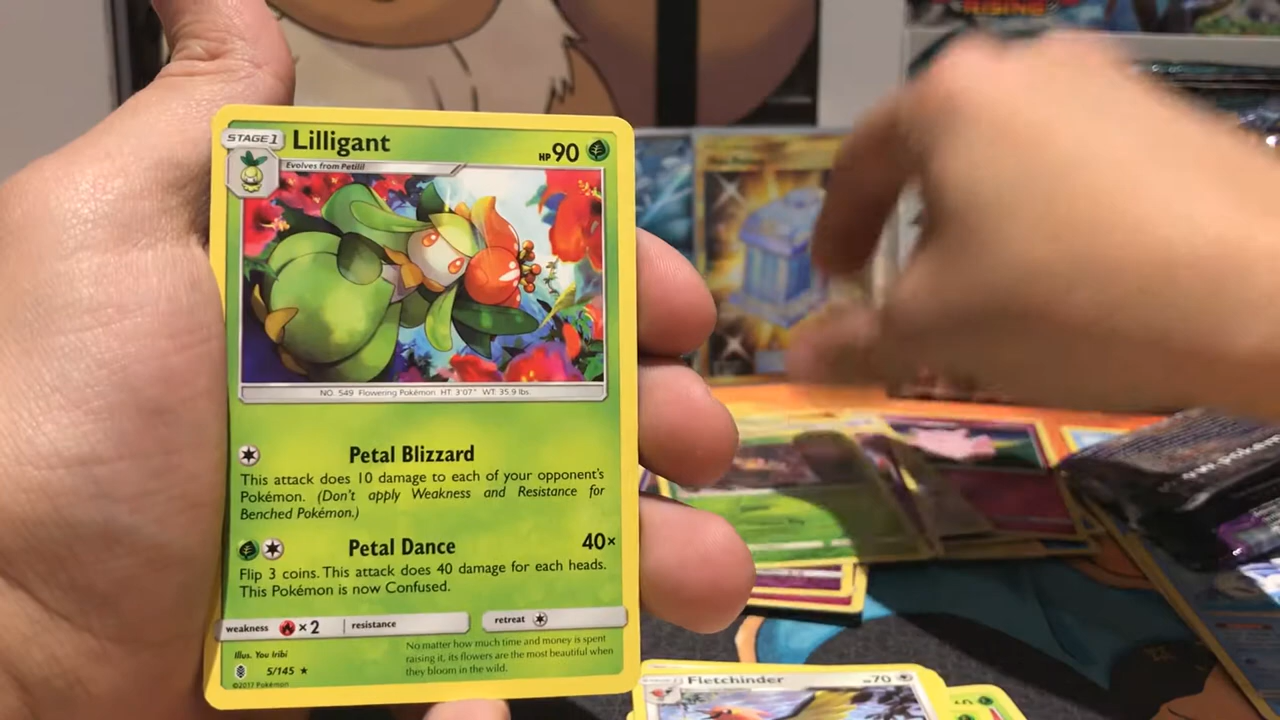 RISING
STAGE 1 Lilligant HP 90
Evolves from Petilil
NO. 549 Flowering Pokémon HT: 3'07" WT: 35.9 lbs.
Petal Blizzard
This attack does 10 damage to each of your opponent's
Pokémon. (Don't apply Weakness and Resistance for
Benched Pokémon.)
Petal Dance 40×
Flip 3 coins. This attack does 40 damage for each heads.
This Pokémon is now Confused.
weakness ×2 resistance retreat
Illus. You Iribi
5/145
©2017 Pokémon
No matter how much time and money is spent
raising it, its flowers are the most beautiful when
they bloom in the wild.
Fletchinder HP 70